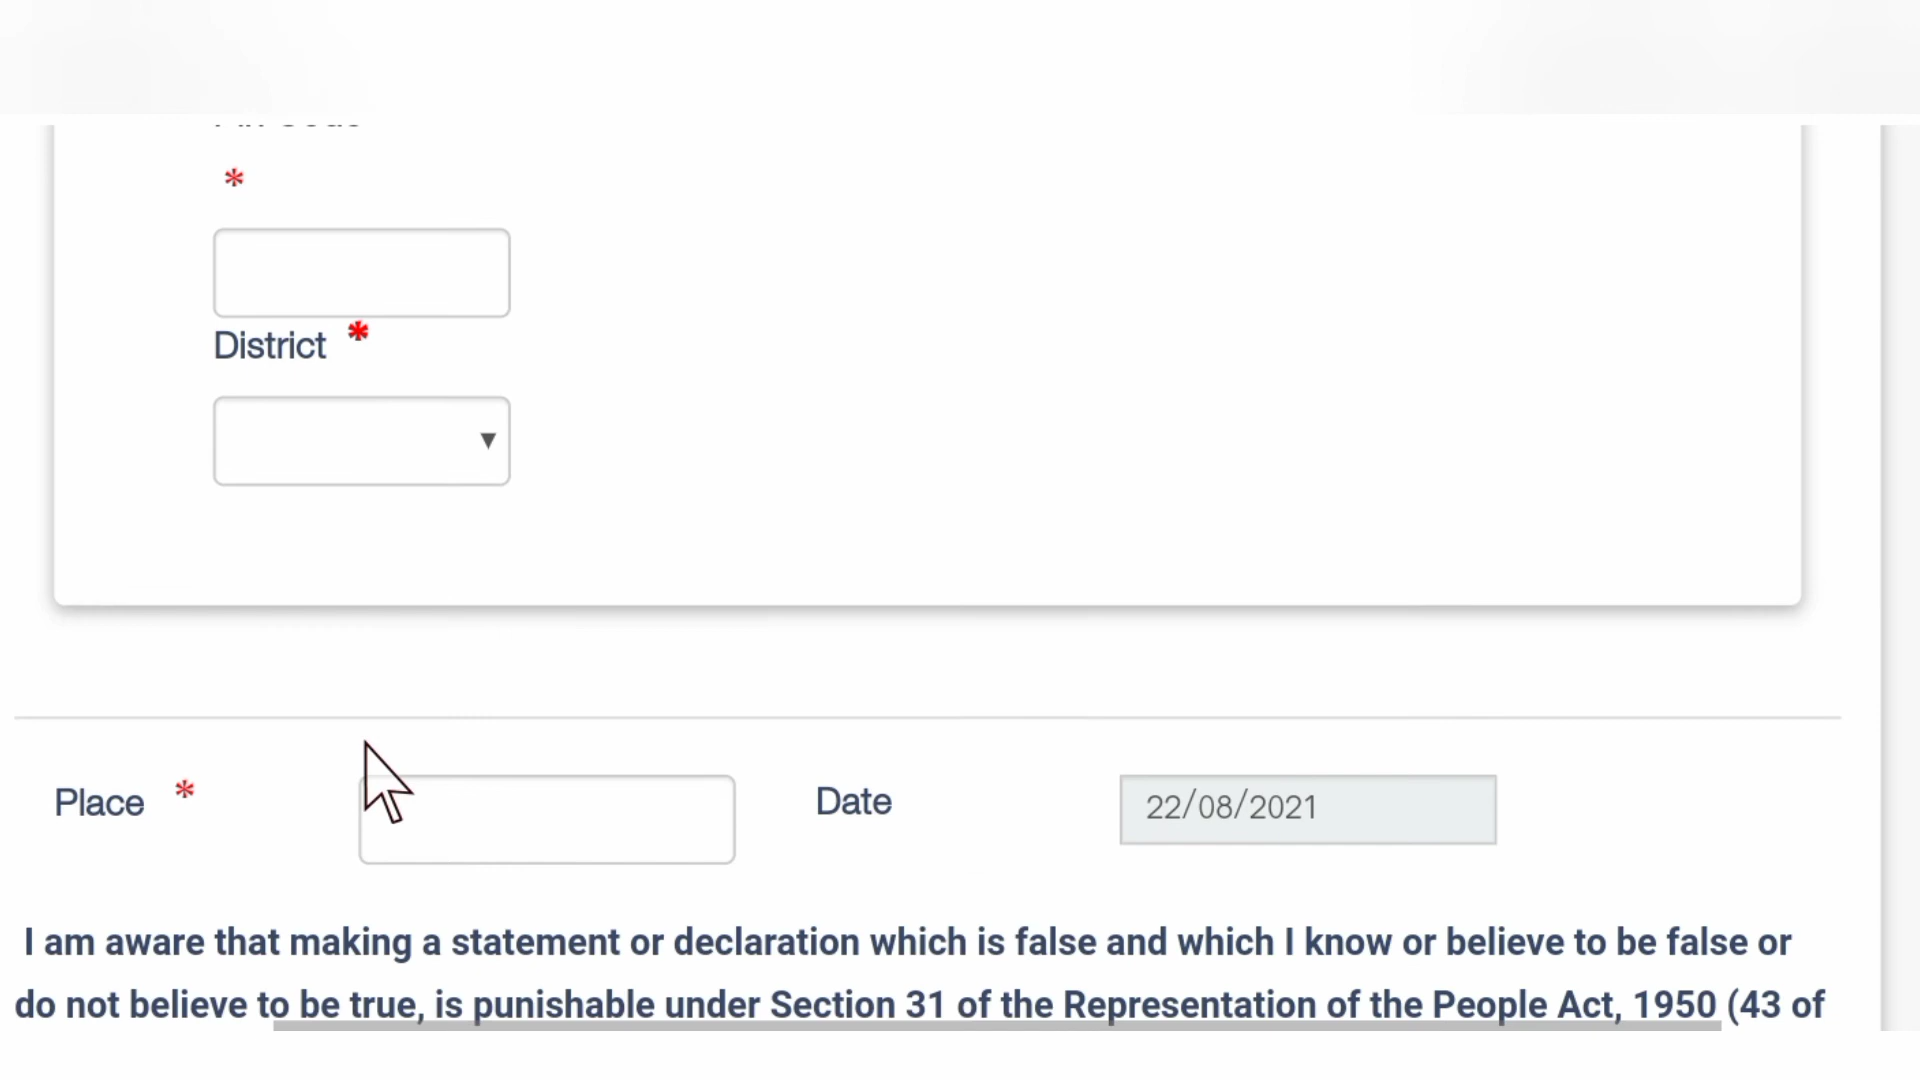 *
District *
Place * Date 22/08/2021
I am aware that making a statement or declaration which is false and which I know or believe to be false or
do not believe to be true, is punishable under Section 31 of the Representation of the People Act, 1950 (43 of